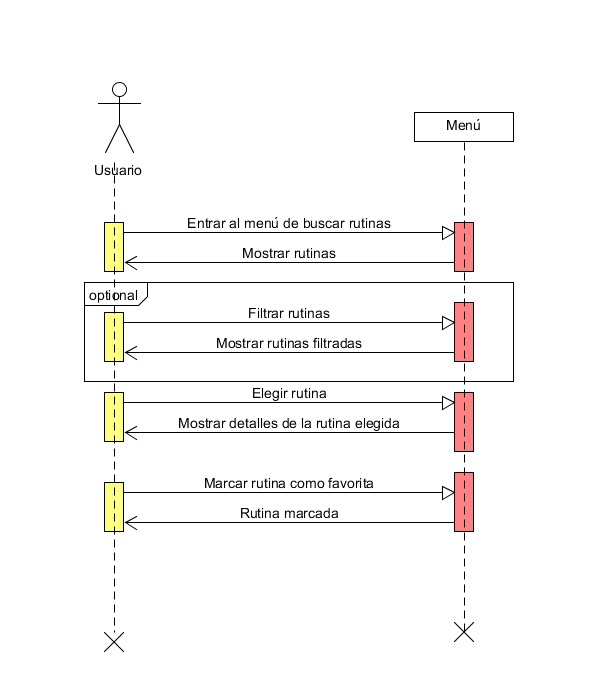 Menú
Usuario
Entrar al menú de buscar rutinas
Mostrar rutinas
optional
Filtrar rutinas
Mostrar rutinas filtradas
Elegir rutina
Mostrar detalles de la rutina elegida
Marcar rutina como favorita
Rutina marcada